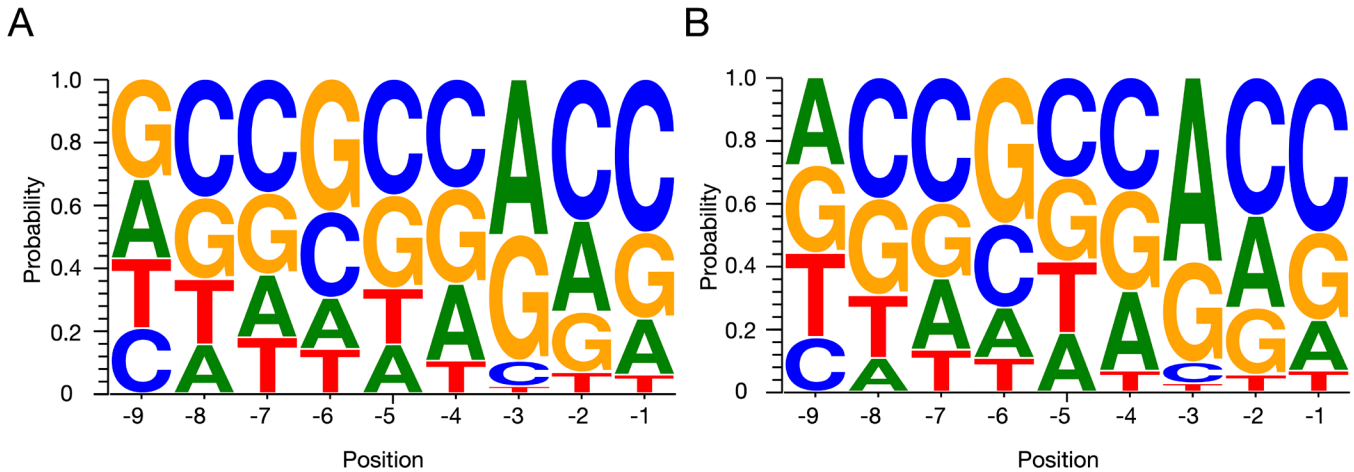 A
B
Probability
1.0
0.8
0.6
0.4
0.2
0
G C C G C C A C C
A G G C G G G A G
T T A A T A C G A
C A T T A T T T T
-9 -8 -7 -6 -5 -4 -3 -2 -1
Position
Probability
1.0
0.8
0.6
0.4
0.2
0
A C C G C C A C C
G G G C G G G A G
T T A A T A C G A
C A T T A T T T T
-9 -8 -7 -6 -5 -4 -3 -2 -1
Position